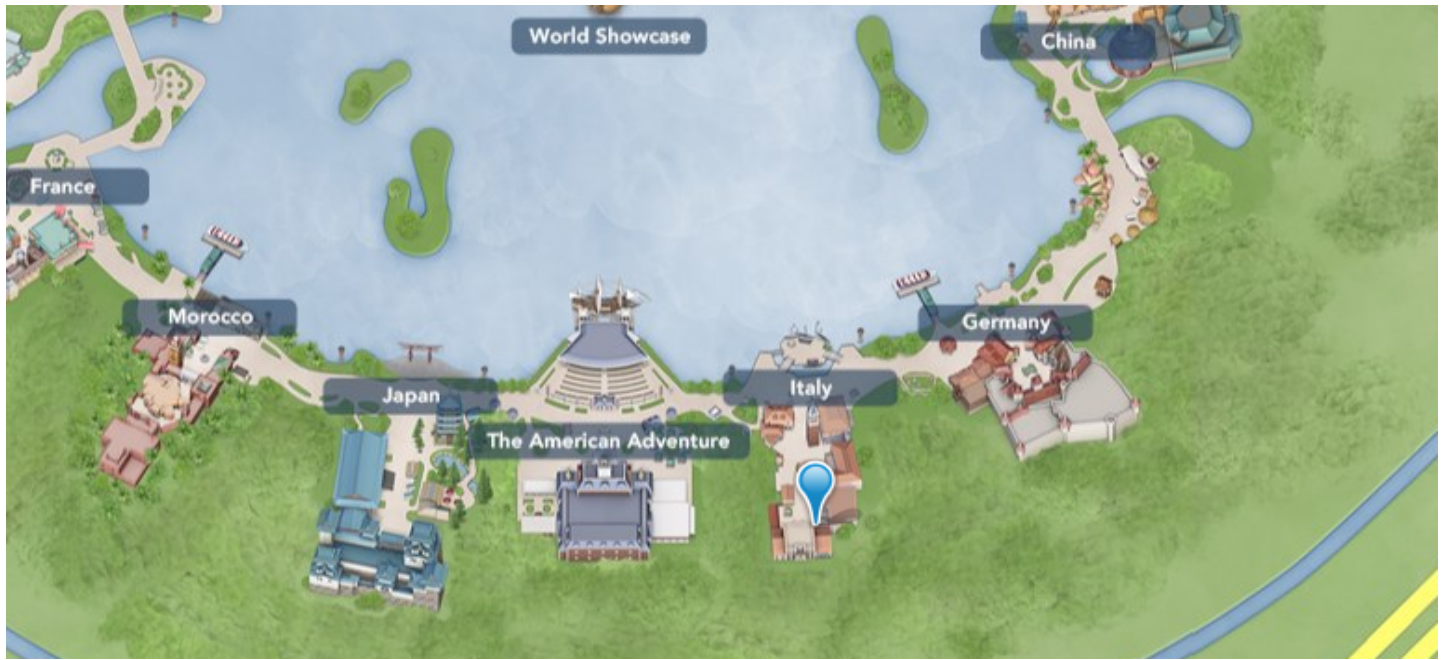 World Showcase
China
France
Morocco
Germany
Japan
Italy
The American Adventure